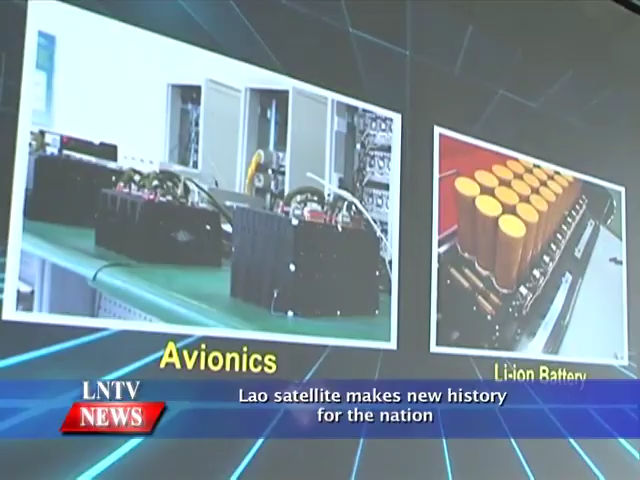 Avionics
Li-ion Battery
LNTV
NEWS
Lao satellite makes new history
for the nation